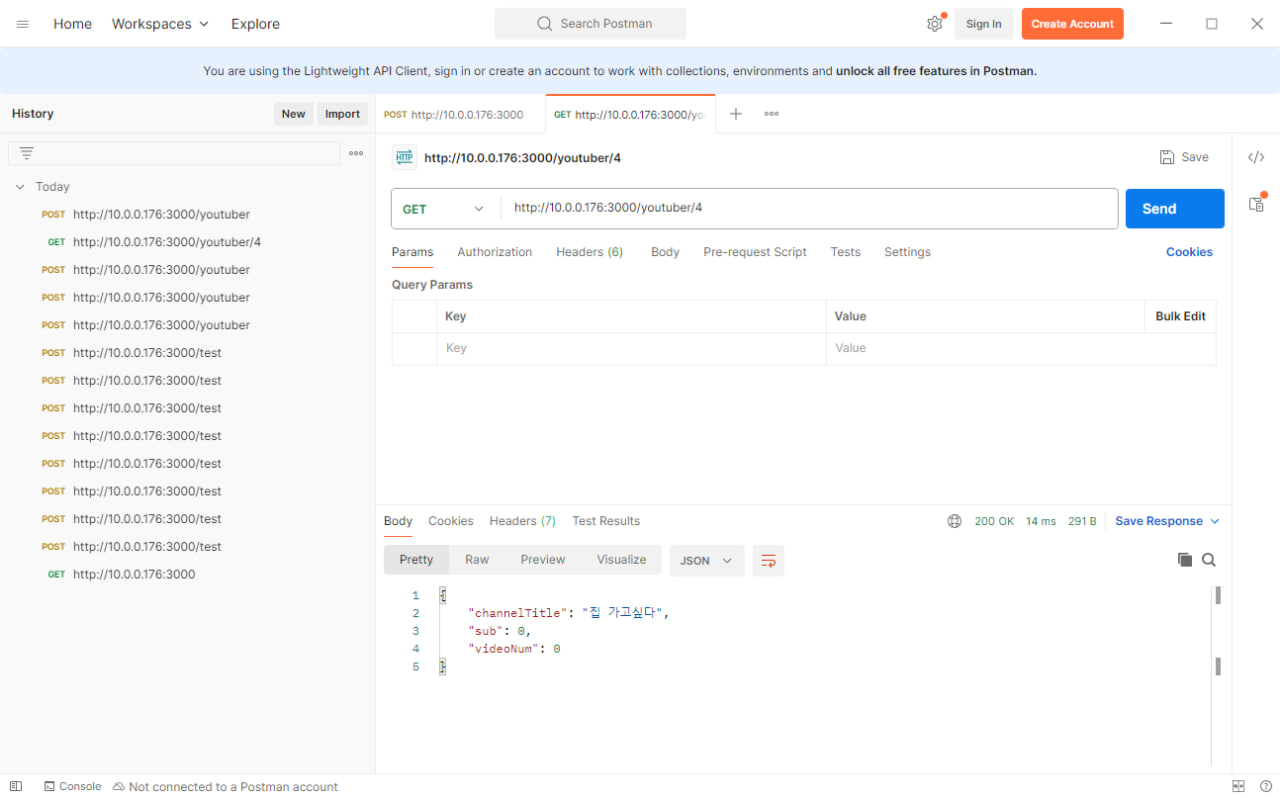 Home Workspaces Explore Search Postman Sign In Create Account
You are using the Lightweight API Client, sign in or create an account to work with collections, environments and unlock all free features in Postman.
History New Import
Today
POST http://10.0.0.176:3000/youtuber
GET http://10.0.0.176:3000/youtuber/4
POST http://10.0.0.176:3000/youtuber
POST http://10.0.0.176:3000/youtuber
POST http://10.0.0.176:3000/youtuber
POST http://10.0.0.176:3000/test
POST http://10.0.0.176:3000/test
POST http://10.0.0.176:3000/test
POST http://10.0.0.176:3000/test
POST http://10.0.0.176:3000/test
POST http://10.0.0.176:3000/test
POST http://10.0.0.176:3000/test
POST http://10.0.0.176:3000/test
GET http://10.0.0.176:3000
POST http://10.0.0.176:3000 GET http://10.0.0.176:3000/yo
HTTP http://10.0.0.176:3000/youtuber/4 Save
GET http://10.0.0.176:3000/youtuber/4 Send
Params Authorization Headers (6) Body Pre-request Script Tests Settings Cookies
Query Params
Key Value Bulk Edit
Key Value
Body Cookies Headers (7) Test Results 200 OK 14 ms 291 B Save Response
Pretty Raw Preview Visualize JSON
1 {
2 "channelTitle": "집 가고싶다",
3 "sub": 0,
4 "videoNum": 0
5 }
Console Not connected to a Postman account